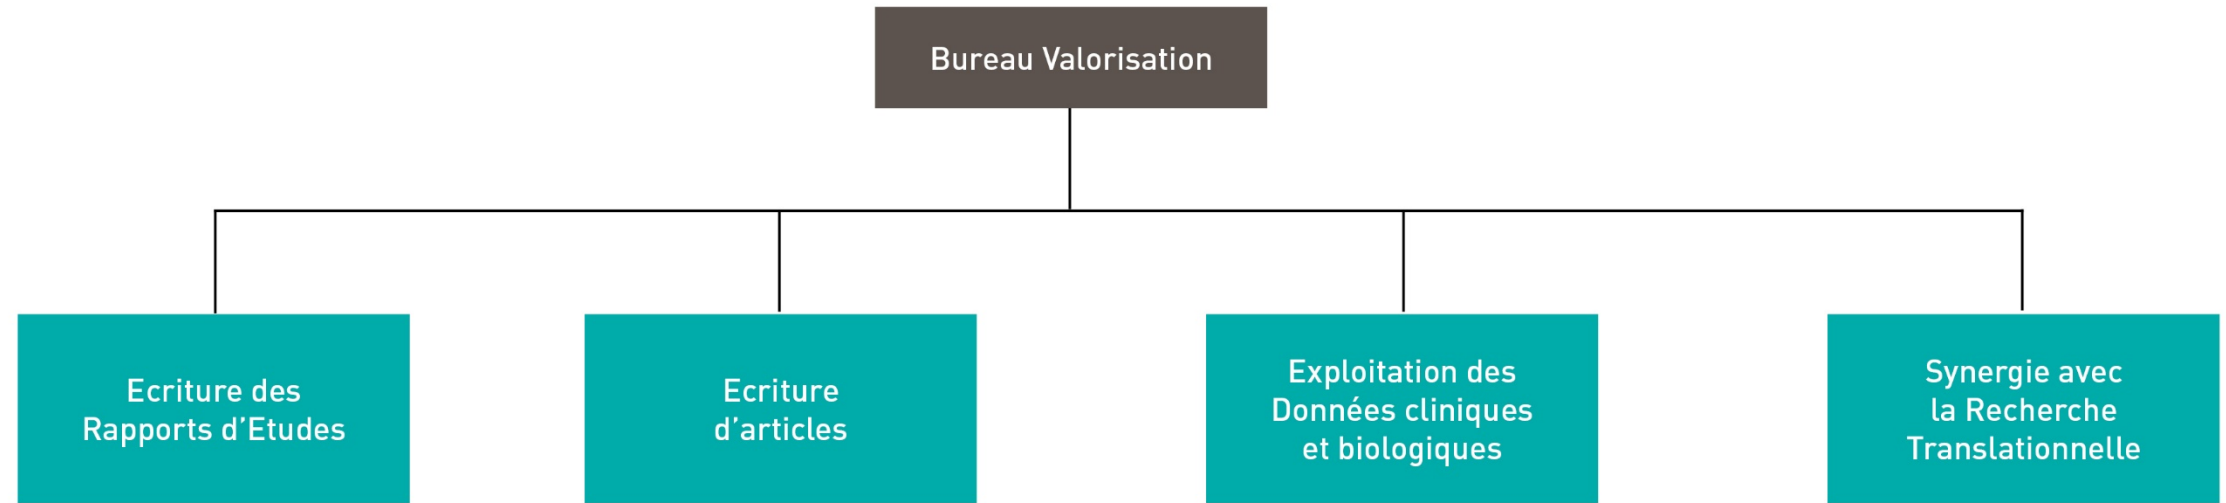 Bureau Valorisation
Ecriture des
Rapports d’Etudes
Ecriture
d’articles
Exploitation des
Données cliniques
et biologiques
Synergie avec
la Recherche
Translationnelle